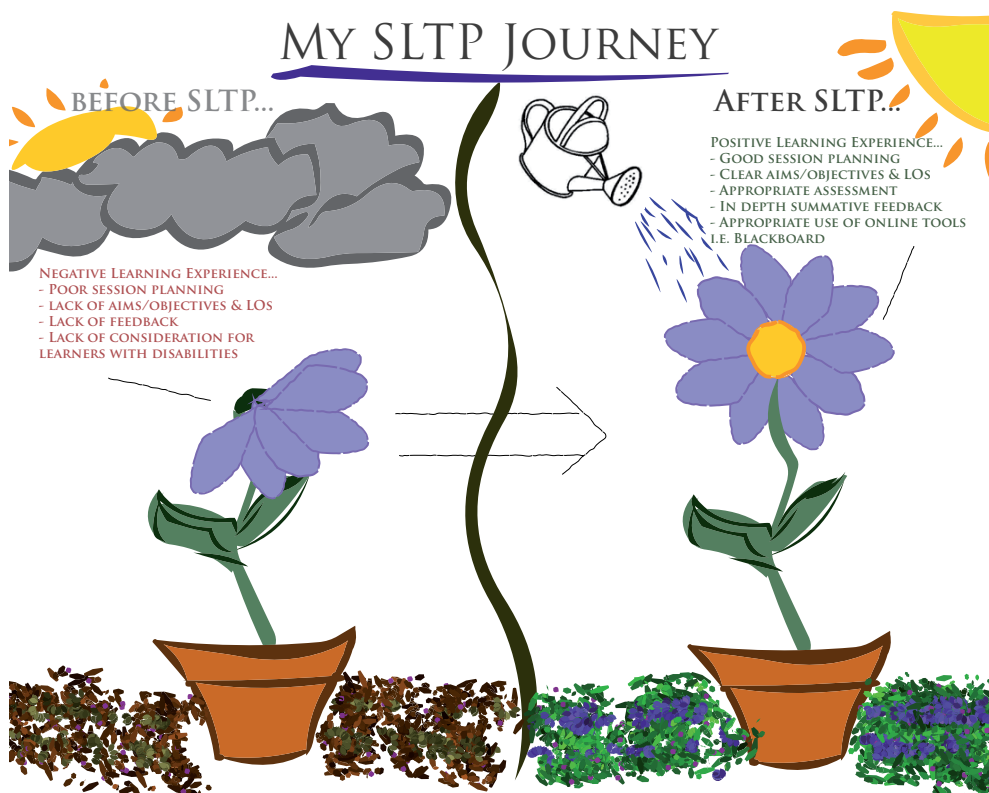 My SLTP Journey
before SLTP...
Negative Learning Experience...
- Poor session planning
- lack of aims/objectives & LOs
- Lack of feedback
- Lack of consideration for
learners with disabilities
After SLTP...
Positive Learning Experience...
- Good session planning
- Clear aims/objectives & LOs
- Appropriate assessment
- In depth summative feedback
- Appropriate use of online tools
i.e. Blackboard